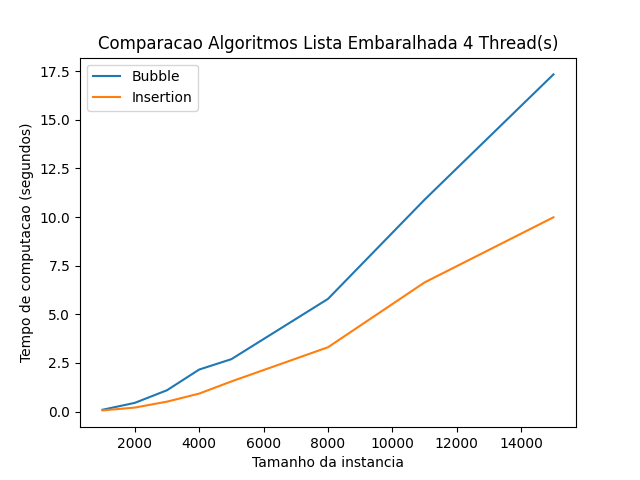 Comparacao Algoritmos Lista Embaralhada 4 Thread(s)
Bubble
Insertion
Tempo de computacao (segundos)
17.5
15.0
12.5
10.0
7.5
5.0
2.5
0.0
2000 4000 6000 8000 10000 12000 14000
Tamanho da instancia